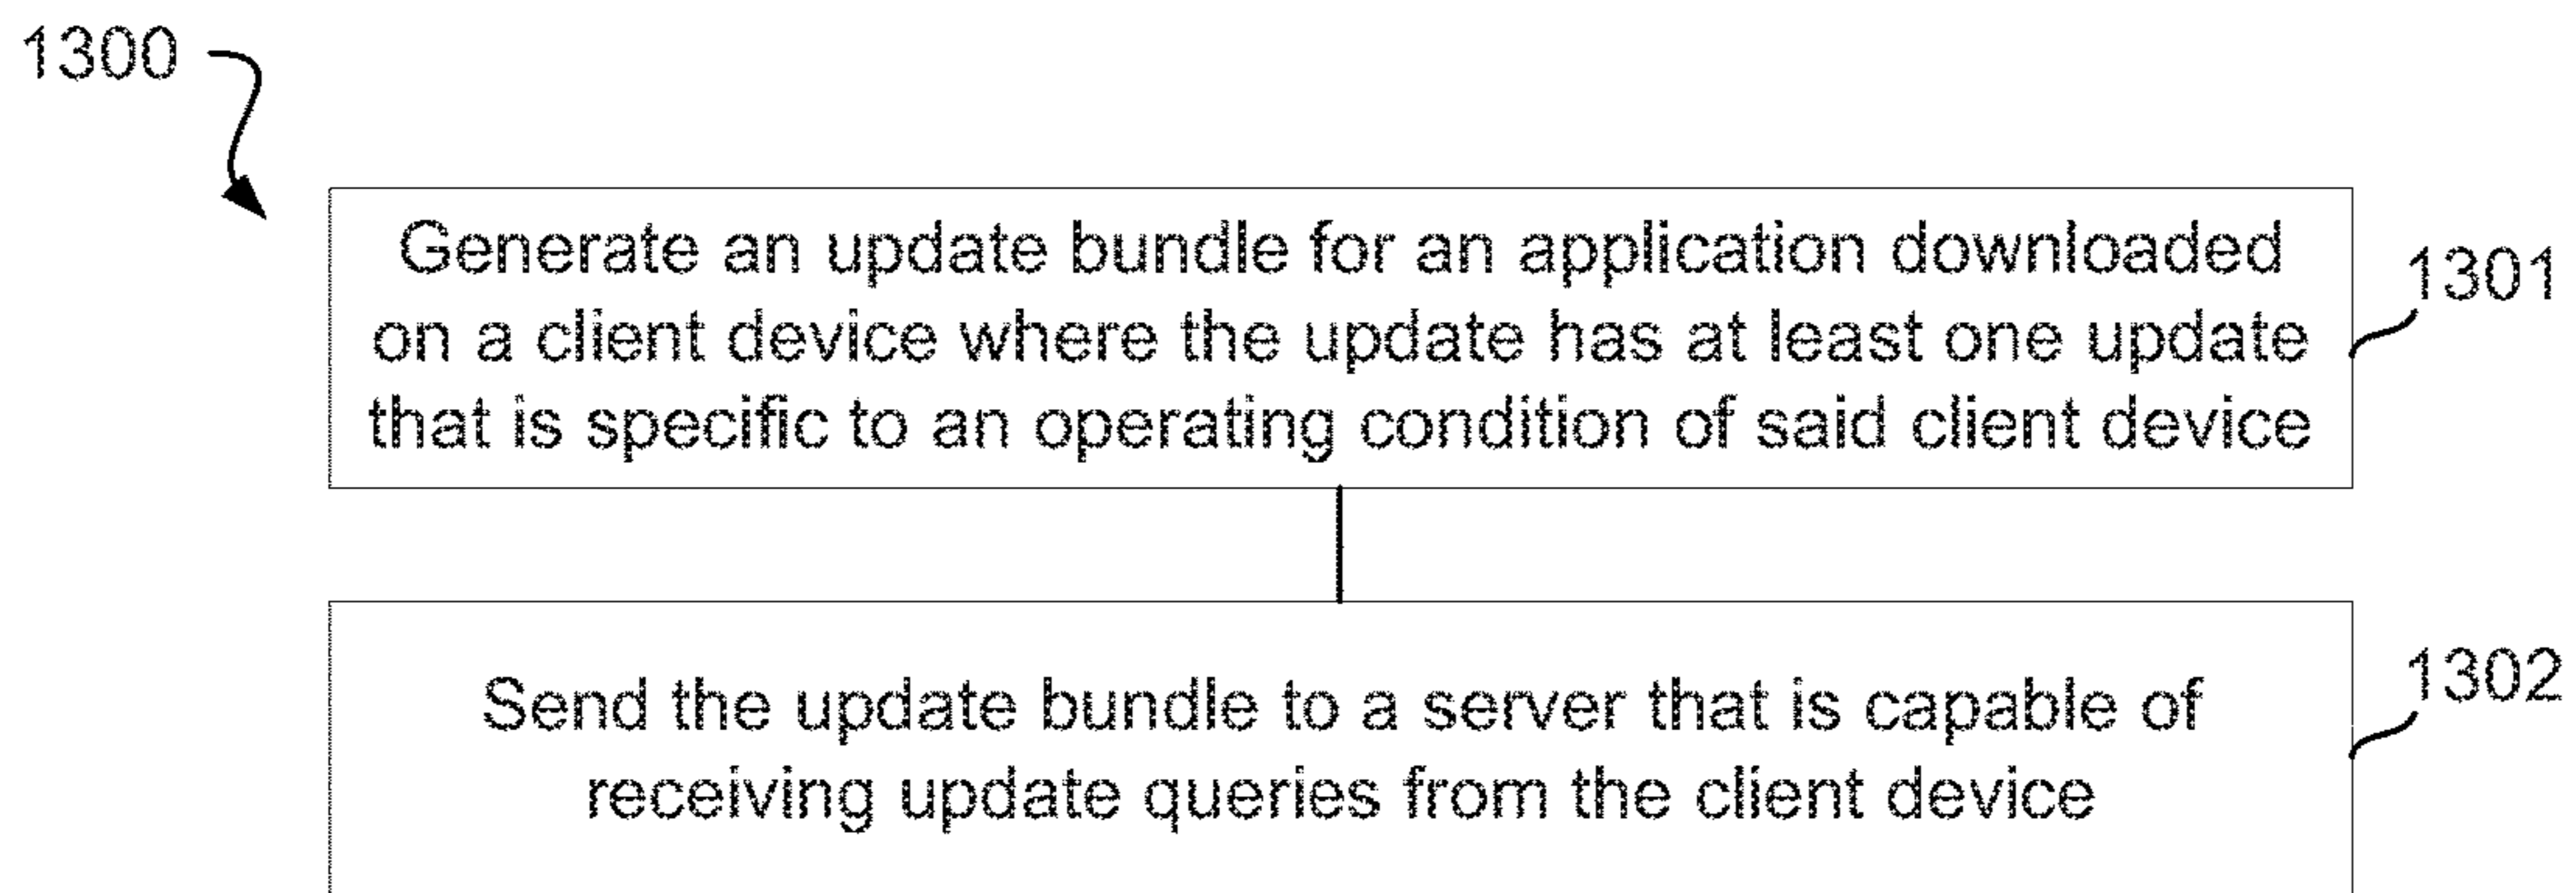 1300
Generate an update bundle for an application downloaded
on a client device where the update has at least one update
that is specific to an operating condition of said client device
1301
Send the update bundle to a server that is capable of
receiving update queries from the client device
1302